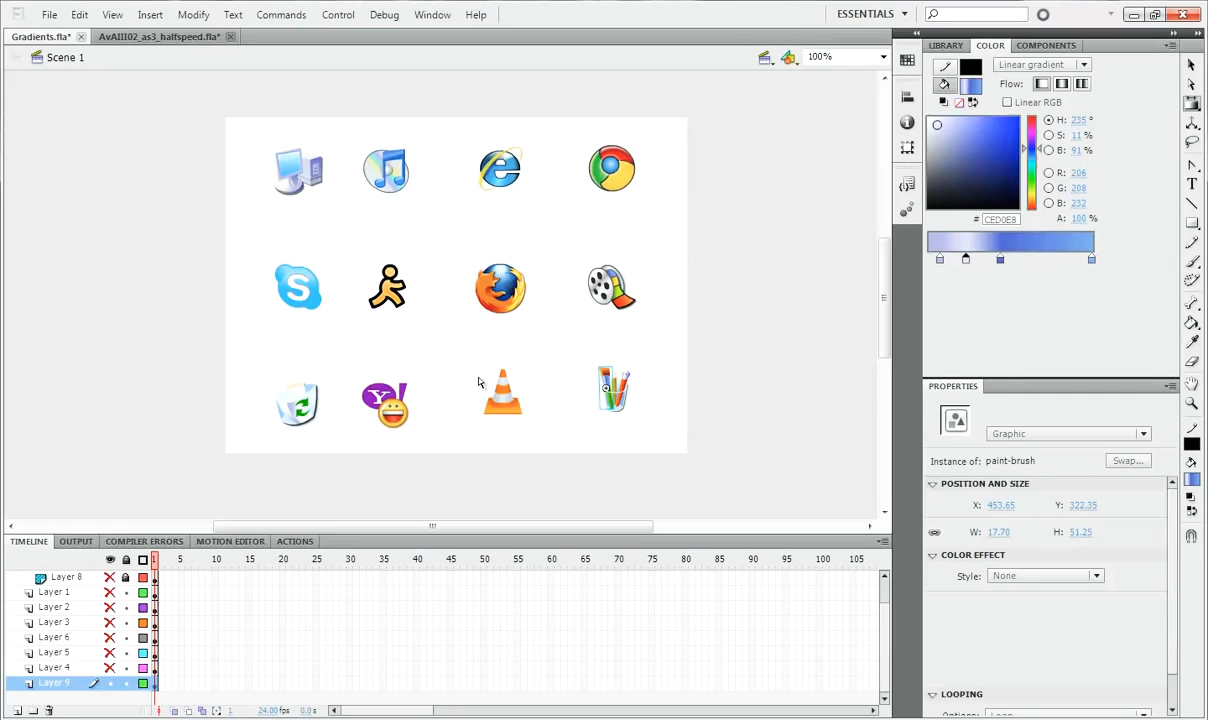 Fl File Edit View Insert Modify Text Commands Control Debug Window Help ESSENTIALS
Gradients.fla* AvAIII02_as3_halfspeed.fla*
Scene 1 100%
LIBRARY COLOR COMPONENTS
Linear gradient
Flow:
Linear RGB
H: 235 °
S: 11 %
B: 91 %
R: 206
G: 208
B: 232
# CED0E8 A: 100 %
S
Y!
PROPERTIES
Graphic
Instance of: paint-brush Swap...
POSITION AND SIZE
X: 453.65 Y: 322.35
W: 17.70 H: 51.25
COLOR EFFECT
Style: None
LOOPING
TIMELINE OUTPUT COMPILER ERRORS MOTION EDITOR ACTIONS
1 5 10 15 20 25 30 35 40 45 50 55 60 65 70 75 80 85 90 95 100 105
Layer 8
Layer 1
Layer 2
Layer 3
Layer 6
Layer 5
Layer 4
Layer 9
1 24.00 fps 0.0 s